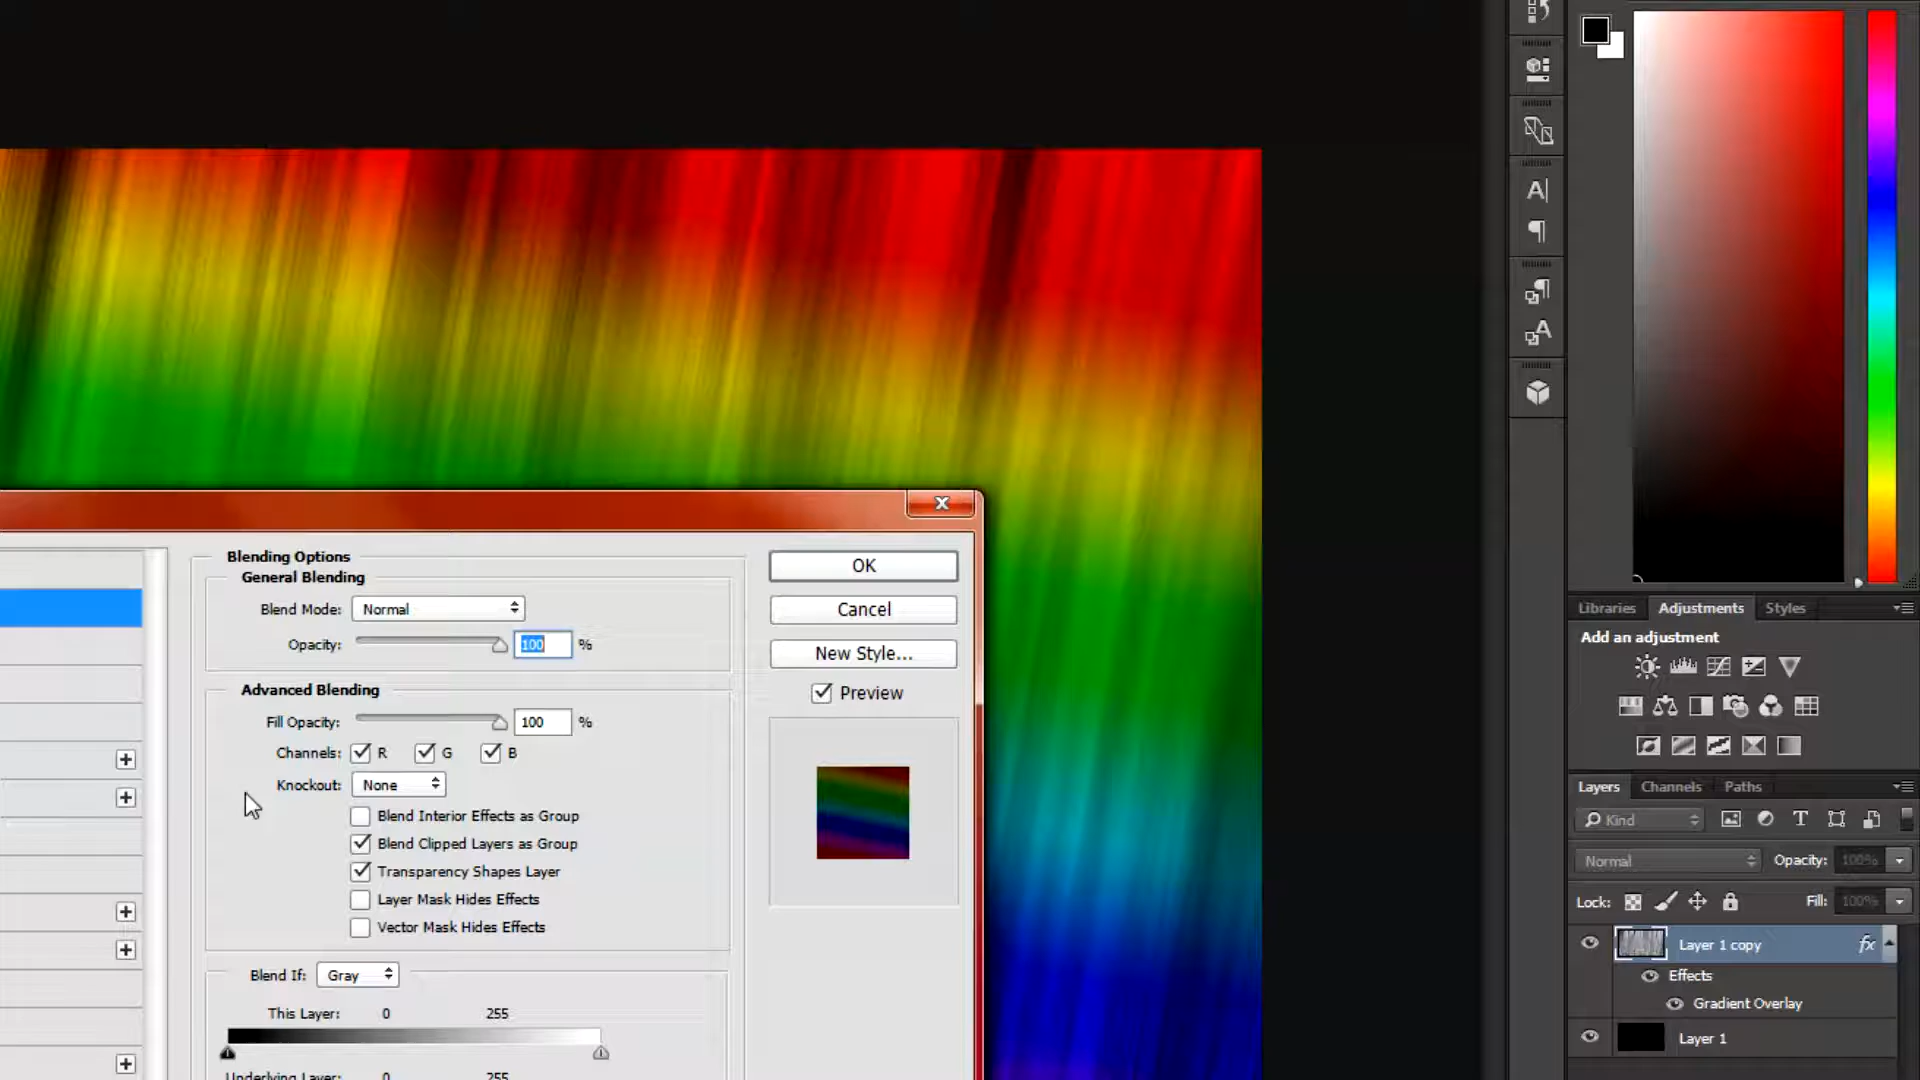 Blending Options
General Blending
Blend Mode: Normal
Opacity: 100 %
Advanced Blending
Fill Opacity: 100 %
Channels: R G B
Knockout: None
Blend Interior Effects as Group
Blend Clipped Layers as Group
Transparency Shapes Layer
Layer Mask Hides Effects
Vector Mask Hides Effects
Blend If: Gray
This Layer: 0 255
Underlying Layer: 0 255
OK
Cancel
New Style...
Preview
Libraries Adjustments Styles
Add an adjustment
Layers Channels Paths
Kind
Normal Opacity: 100%
Lock: Fill: 100%
Layer 1 copy fx
Effects
Gradient Overlay
Layer 1